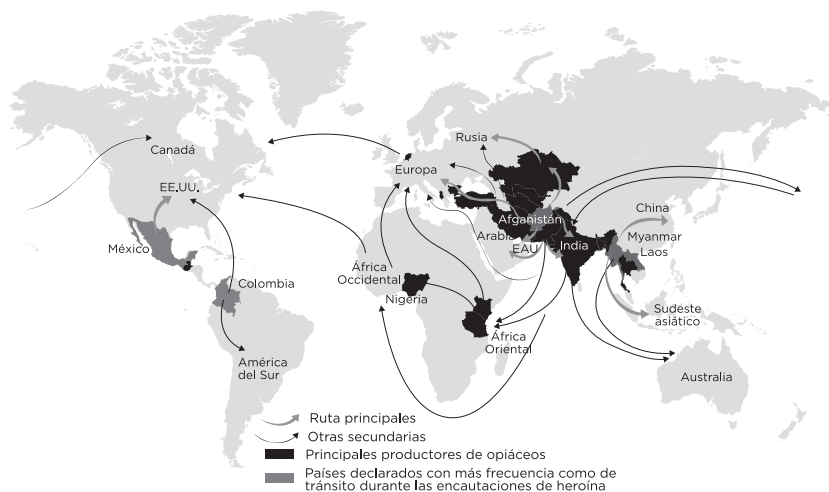 Canadá
EE.UU.
México
Colombia
América
del Sur
Rusia
Europa
Afganistán
Arabia
EAU
India
China
Myanmar
Laos
África
Occidental
Nigeria
África
Oriental
Sudeste
asiático
Australia
Ruta principales
Otras secundarias
Principales productores de opiáceos
Países declarados con más frecuencia como de
tránsito durante las encautaciones de heroína